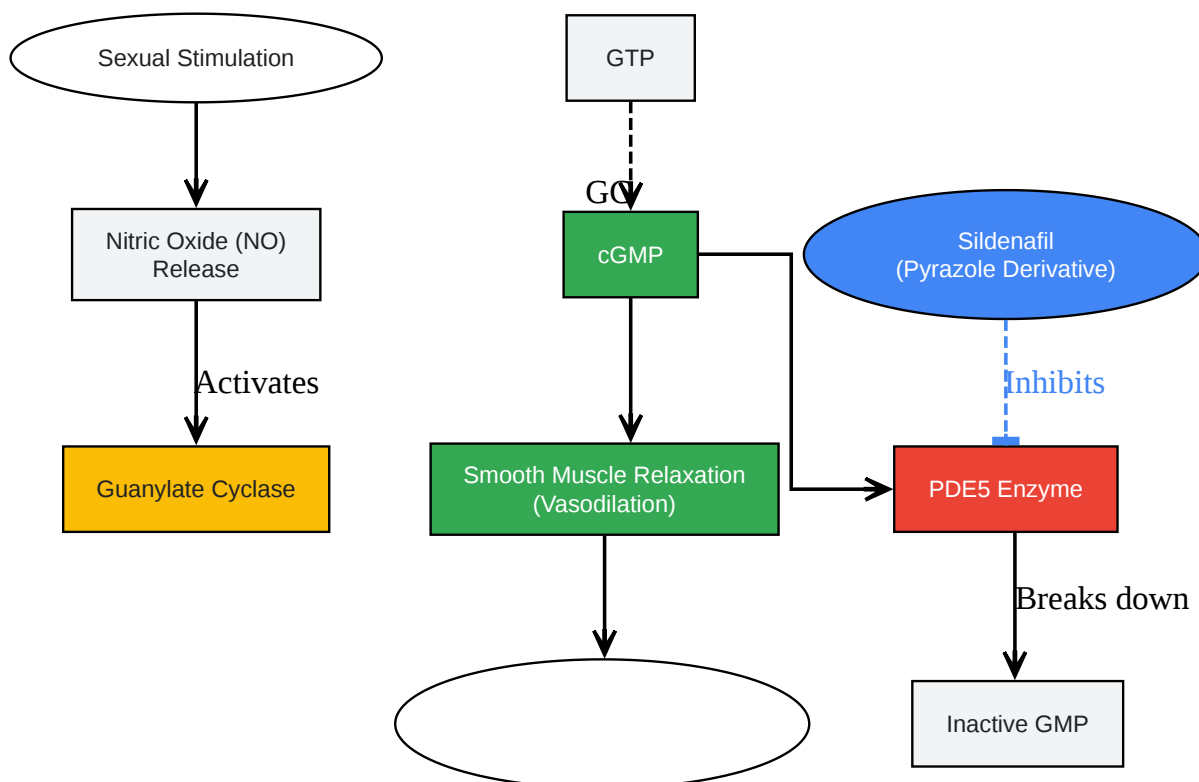 Sexual Stimulation
GTP
GC
Nitric Oxide (NO)
Release
cGMP
Sildenafil
(Pyrazole Derivative)
Activates
Inhibits
Guanylate Cyclase
Smooth Muscle Relaxation
(Vasodilation)
PDE5 Enzyme
Breaks down
Inactive GMP